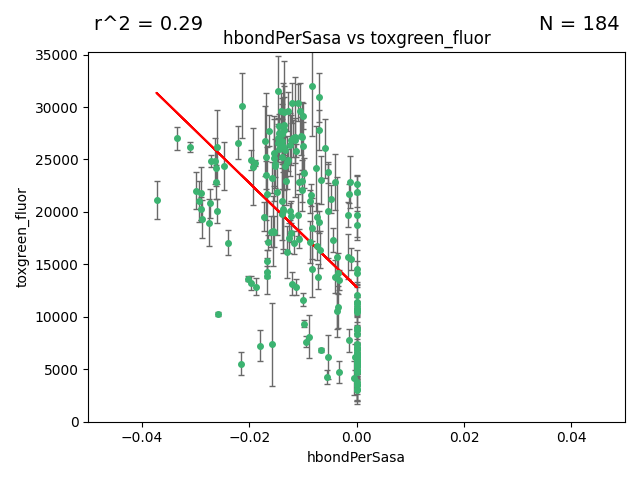 r^2 = 0.29
N = 184
hbondPerSasa vs toxgreen_fluor
35000
30000
25000
20000
15000
10000
5000
0
toxgreen_fluor
−0.04
−0.02
0.00
0.02
0.04
hbondPerSasa